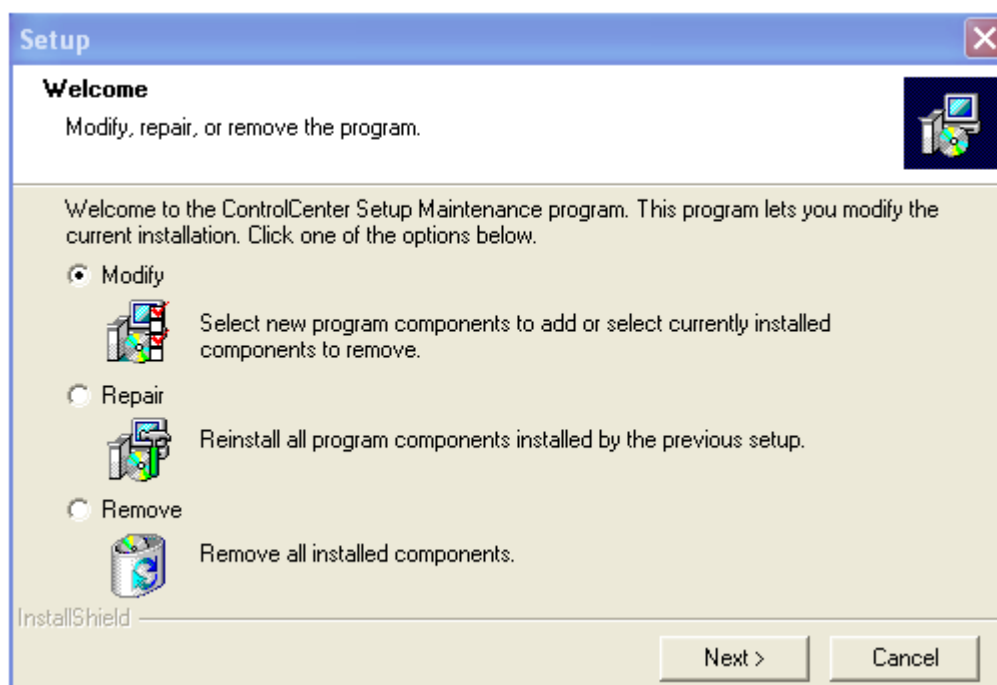 Setup
Welcome
Modify, repair, or remove the program.
Welcome to the ControlCenter Setup Maintenance program. This program lets you modify the
current installation. Click one of the options below.
Modify
Select new program components to add or select currently installed
components to remove.
Repair
Reinstall all program components installed by the previous setup.
Remove
Remove all installed components.
InstallShield
Next >
Cancel